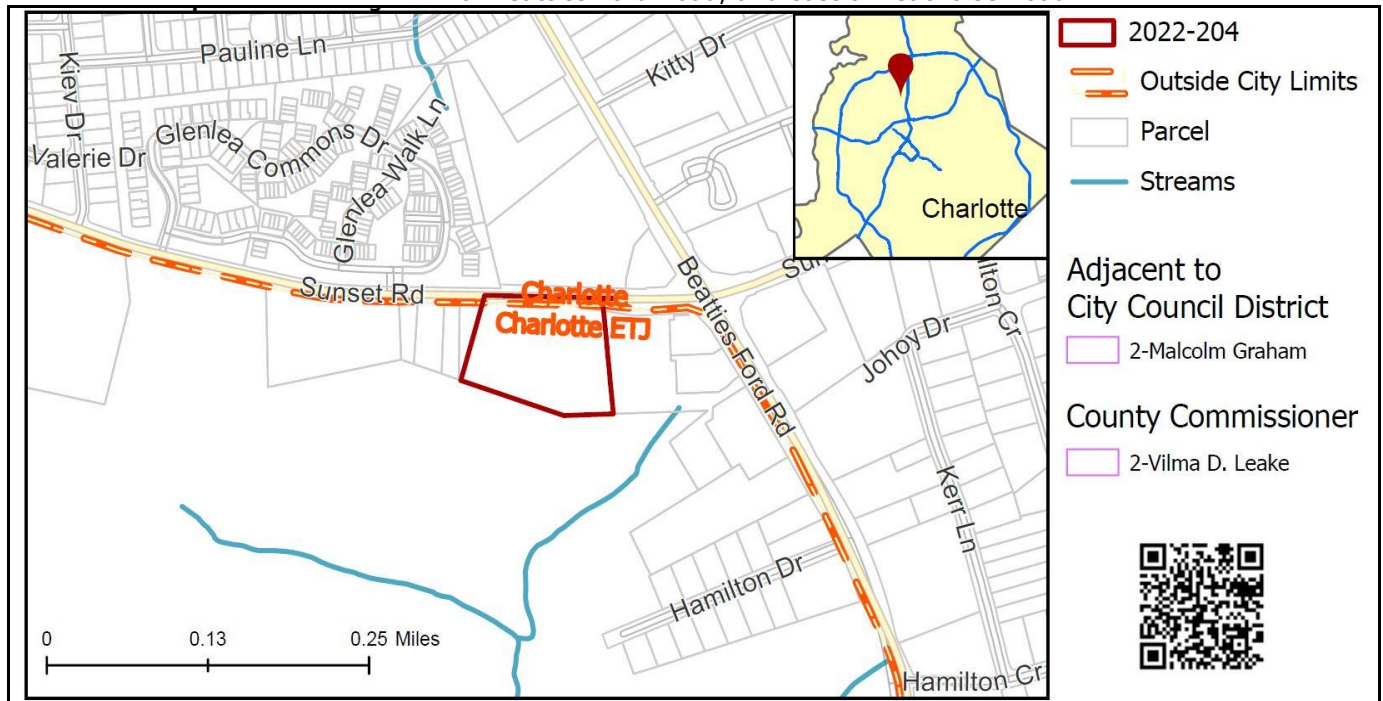 Pauline Ln
Kiev Dr
Valerie Dr
Glenlea Commons Dr
Glenlea Walk Ln
Kitty Dr
Sunset Rd
Charlotte
Charlotte ETJ
Beatties Ford Rd
Johoy Dr
Kerr Ln
Hamilton Dr
Hamilton Cr
0 0.13 0.25 Miles
Charlotte
2022-204
Outside City Limits
Parcel
Streams
Adjacent to
City Council District
2-Malcolm Graham
County Commissioner
2-Vilma D. Leake